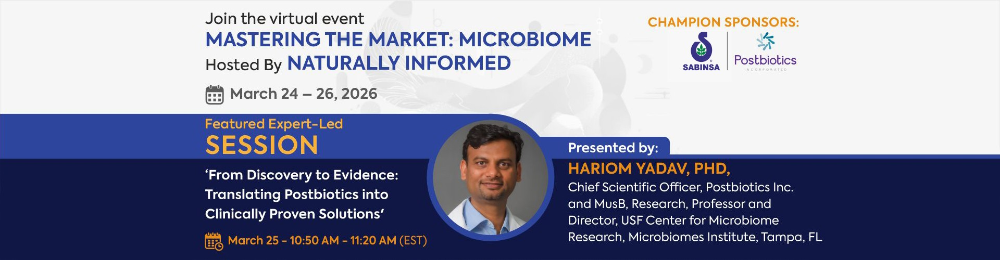 Join the virtual event
MASTERING THE MARKET: MICROBIOME
Hosted By NATURALLY INFORMED
March 24 – 26, 2026
CHAMPION SPONSORS:
SABINSA
®
Postbiotics
INCORPORATED
Featured Expert-Led
SESSION
‘From Discovery to Evidence:
Translating Postbiotics into
Clinically Proven Solutions’
March 25 - 10:50 AM - 11:20 AM (EST)
Presented by:
HARIOM YADAV, PHD,
Chief Scientific Officer, Postbiotics Inc.
and MusB, Research, Professor and
Director, USF Center for Microbiome
Research, Microbiomes Institute, Tampa, FL